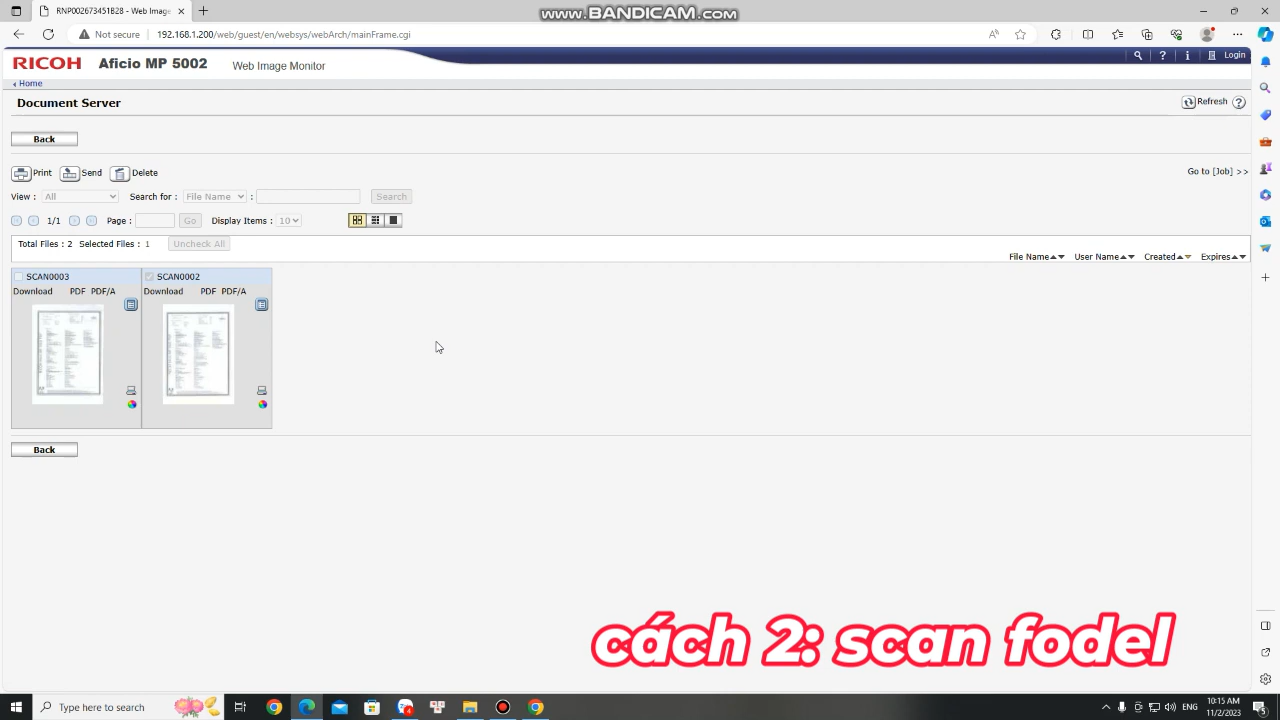 www.BANDICAM.com
RNP002673451B28 - Web Image
Not secure 192.168.1.200/web/guest/en/websys/webArch/mainFrame.cgi
RICOH Aficio MP 5002 Web Image Monitor
? i Login
Home
Document Server
Refresh ?
Back
Print Send Delete
Go to [Job] >>
View : All Search for : File Name : Search
1/1 Page : Go Display Items : 10
Total Files : 2 Selected Files : 1 Uncheck All
File Name User Name Created Expires
SCAN0003 SCAN0002
Download PDF PDF/A Download PDF PDF/A
Back
cách 2: scan fodel
Type here to search
4
ENG
10:15 AM
11/2/2023
5